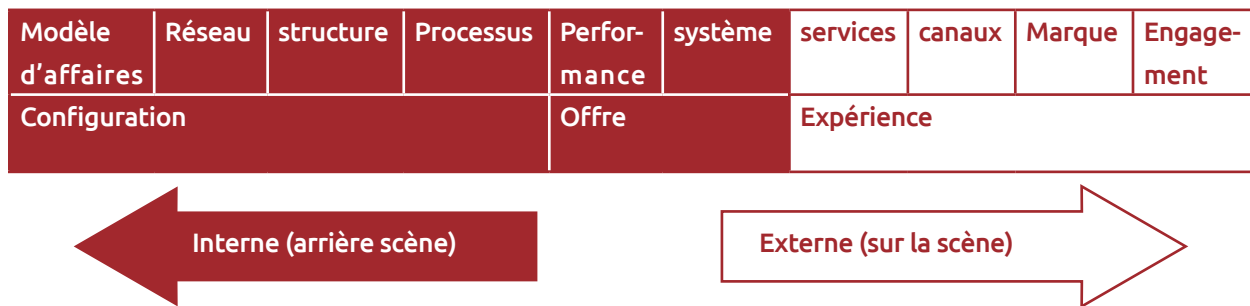 Modèle d'affaires
Réseau
structure
Processus
Perfor-
mance
système
services
canaux
Marque
Engage-
ment
Configuration
Offre
Expérience
Interne (arrière scène)
Externe (sur la scène)